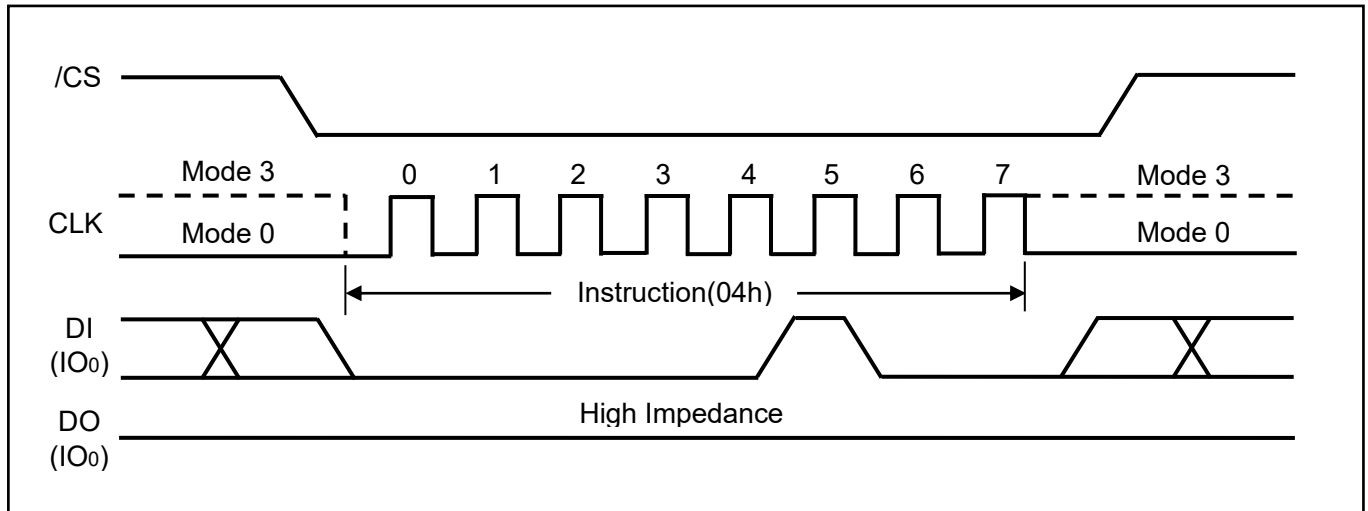 /CS
Mode 3
0 1 2 3 4 5 6 7
Mode 3
CLK
Mode 0
Mode 0
Instruction(04h)
DI
(IO0)
High Impedance
DO
(IO0)